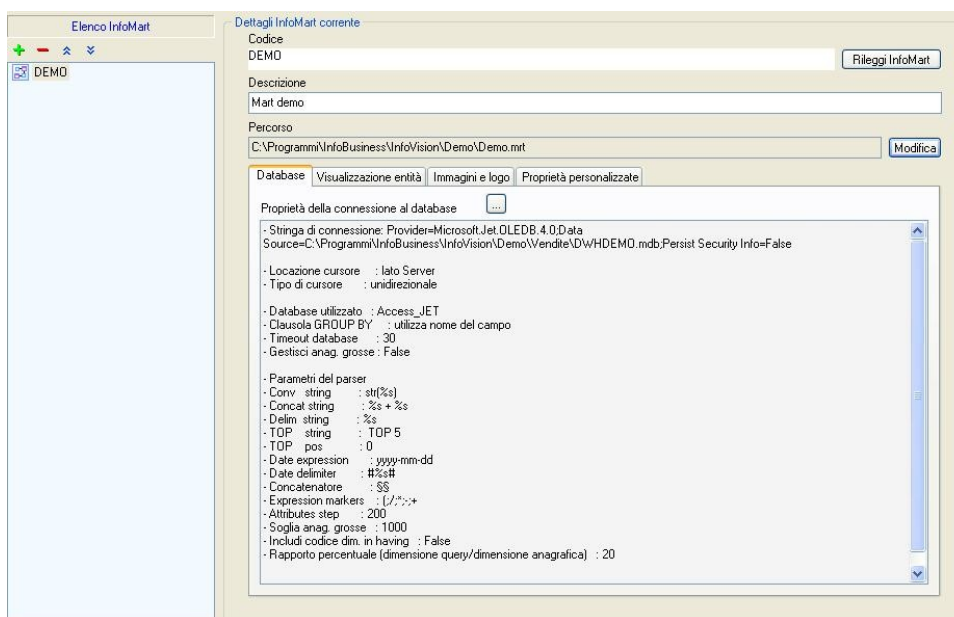 Elenco InfoMart
DEMO
Dettagli InfoMart corrente
Codice
DEMO
Rileggi InfoMart
Descrizione
Mart demo
Percorso
C:\Programmi\InfoBusiness\InfoVision\Demo\Demo.mrt
Modifica
Database Visualizzazione entità Immagini e logo Proprietà personalizzate
Proprietà della connessione al database ...
- Stringa di connessione: Provider=Microsoft.Jet.OLEDB.4.0;Data
Source=C:\Programmi\InfoBusiness\InfoVision\Demo\Vendite\DWHDEMO.mdb;Persist Security Info=False
- Locazione cursore : lato Server
- Tipo di cursore : unidirezionale
- Database utilizzato : Access_JET
- Clausola GROUP BY : utilizza nome del campo
- Timeout database : 30
- Gestisci anag. grosse : False
- Parametri del parser
- Conv string : str(%s)
- Concat string : %s + %s
- Delim string : %s
- TOP string : TOP 5
- TOP pos : 0
- Date expression : yyyy-mm-dd
- Date delimiter : #%s#
- Concatenatore : §§
- Expression markers : (;/;*;-;+
- Attributes step : 200
- Soglia anag. grosse : 1000
- Includi codice dim. in having : False
- Rapporto percentuale (dimensione query/dimensione anagrafica) : 20